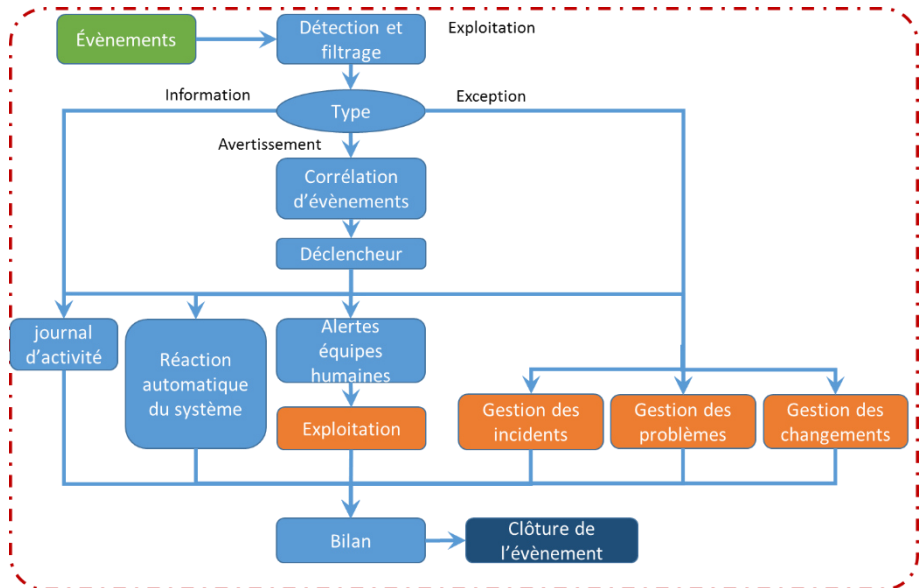 Évènements
Détection et
filtrage
Exploitation
Information
Type
Exception
Avertissement
Corrélation
d'évènements
Déclencheur
journal
d'activité
Réaction
automatique
du système
Alertes
équipes
humaines
Exploitation
Gestion des
incidents
Gestion des
problèmes
Gestion des
changements
Bilan
Clôture de
l'évènement